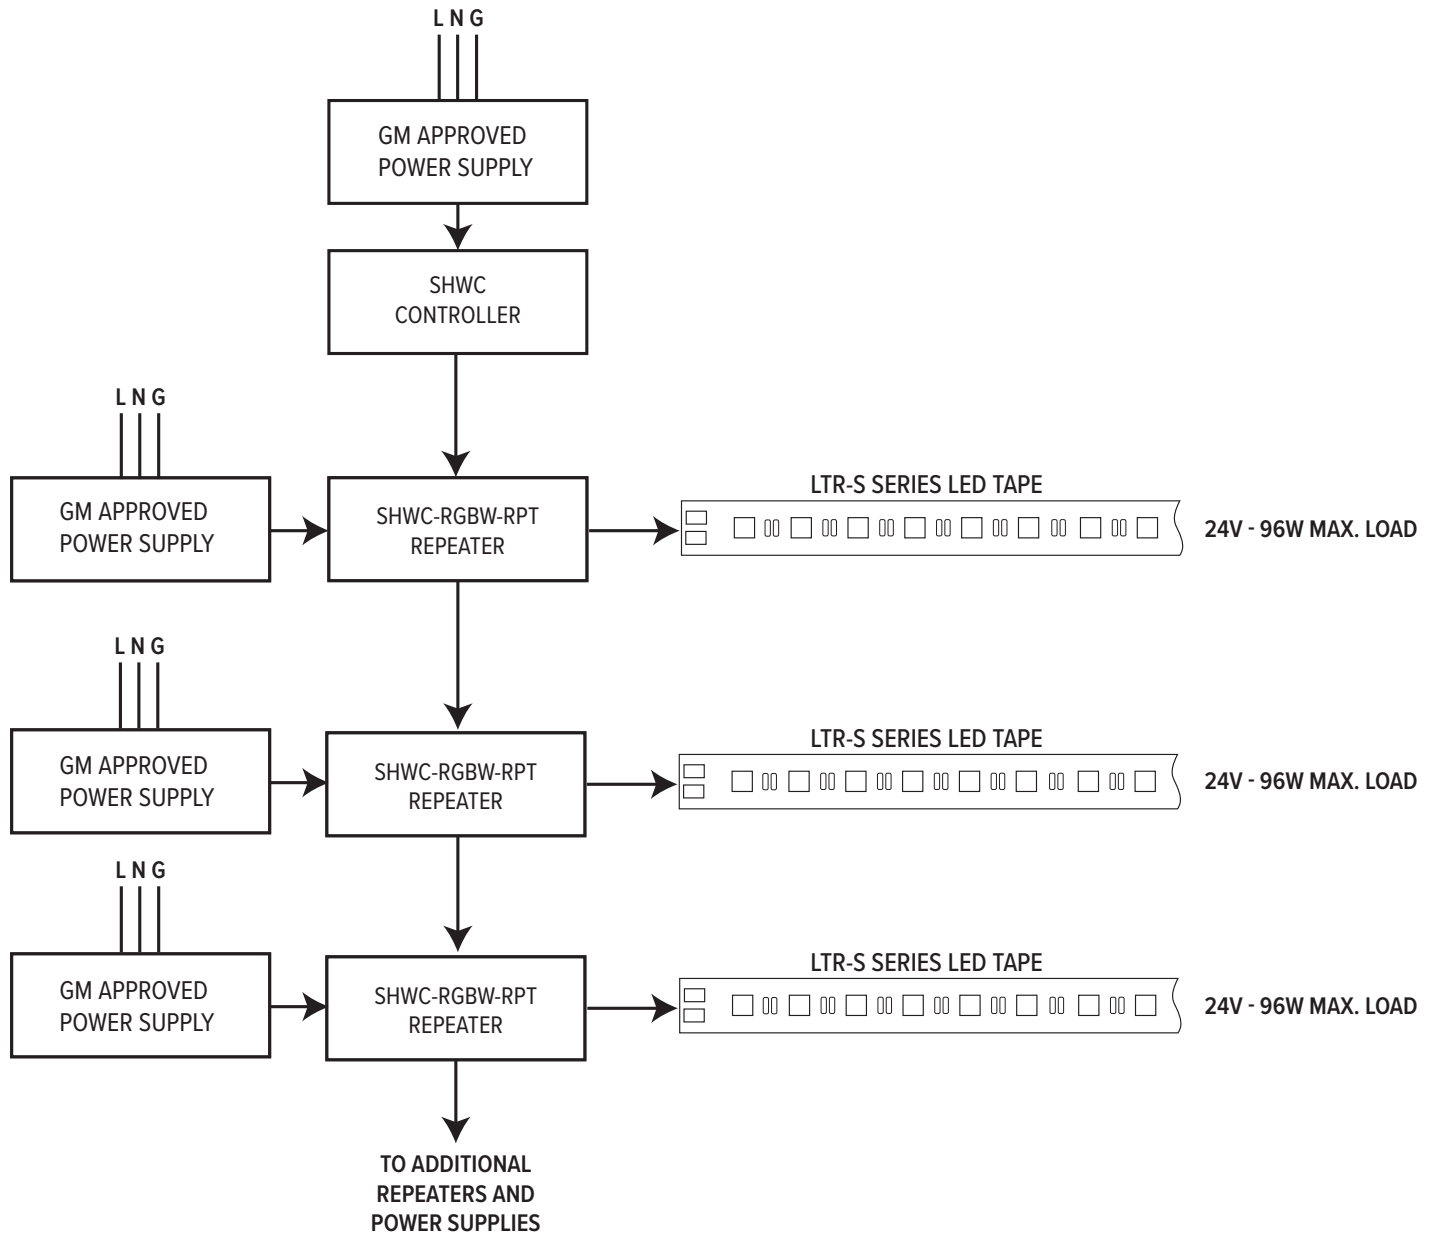 L N G
GM APPROVED
POWER SUPPLY
SHWC
CONTROLLER
L N G
GM APPROVED
POWER SUPPLY
SHWC-RGBW-RPT
REPEATER
LTR-S SERIES LED TAPE
24V - 96W MAX. LOAD
L N G
GM APPROVED
POWER SUPPLY
SHWC-RGBW-RPT
REPEATER
LTR-S SERIES LED TAPE
24V - 96W MAX. LOAD
L N G
GM APPROVED
POWER SUPPLY
SHWC-RGBW-RPT
REPEATER
LTR-S SERIES LED TAPE
24V - 96W MAX. LOAD
TO ADDITIONAL
REPEATERS AND
POWER SUPPLIES